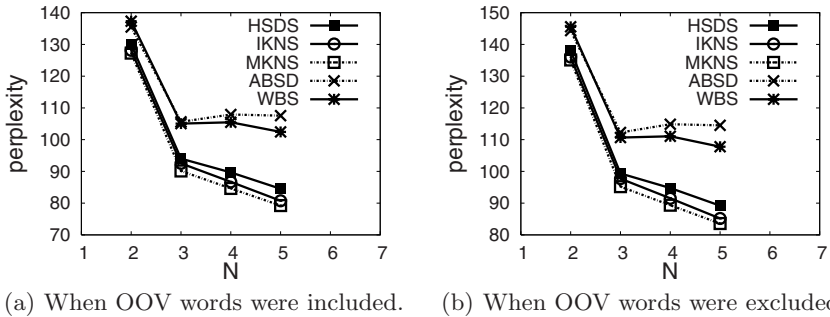 140
130
120
110
100
90
80
70
perplexity
HSDS
IKNS
MKNS
ABSD
WBS
1 2 3 4 5 6 7
N
(a) When OOV words were included.
150
140
130
120
110
100
90
80
perplexity
HSDS
IKNS
MKNS
ABSD
WBS
1 2 3 4 5 6 7
N
(b) When OOV words were exclude